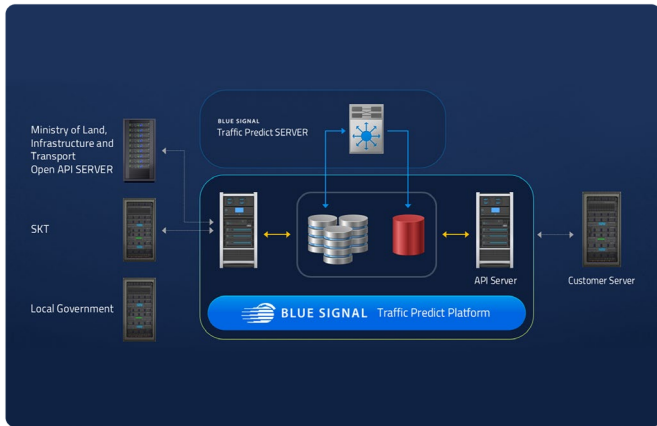 BLUE SIGNAL
Traffic Predict SERVER
Ministry of Land,
Infrastructure and
Transport
Open API SERVER
SKT
Local Government
API Server
Customer Server
BLUE SIGNAL Traffic Predict Platform